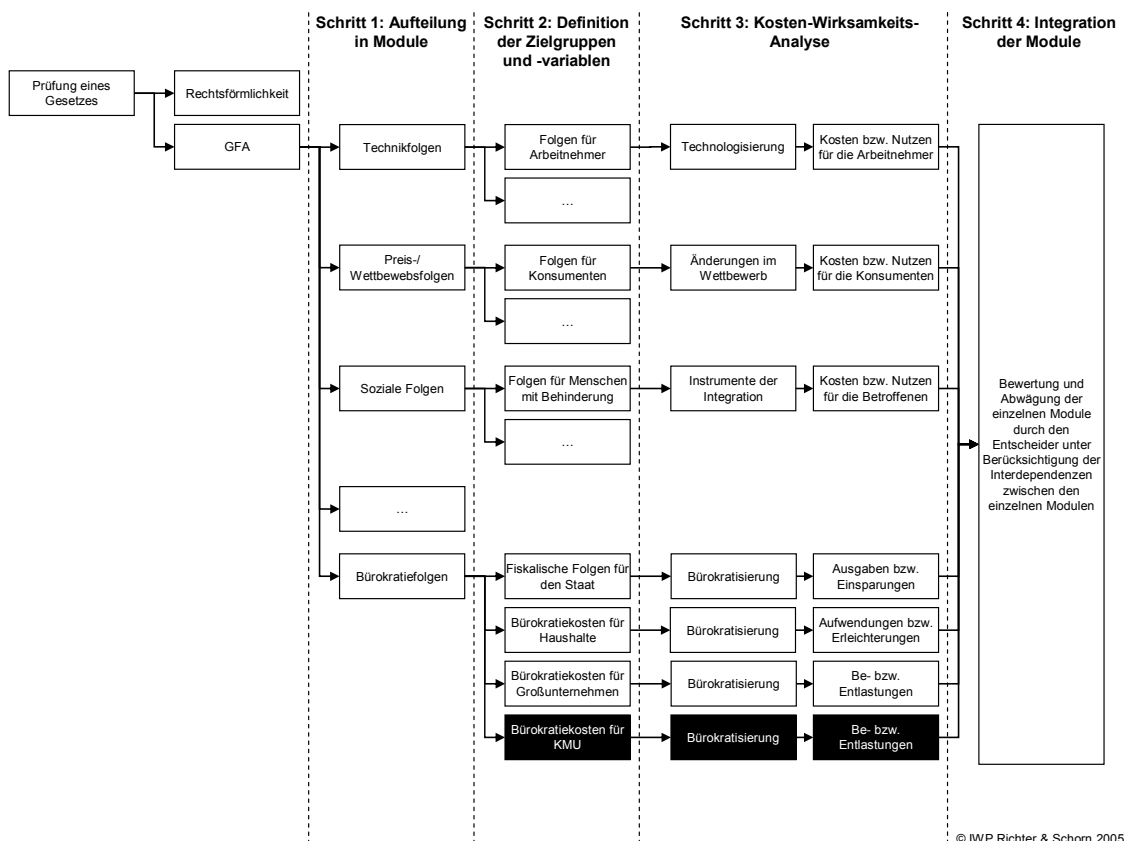 Schritt 1: Aufteilung
in Module
Schritt 2: Definition
der Zielgruppen
und -variablen
Schritt 3: Kosten-Wirksamkeits-
Analyse
Schritt 4: Integration
der Module
Prüfung eines
Gesetzes
Rechtsförmlichkeit
GFA
Technikfolgen
Folgen für
Arbeitnehmer
Technologisierung
Kosten bzw. Nutzen
für die Arbeitnehmer
…
Preis-/
Wettbewebsfolgen
Folgen für
Konsumenten
Änderungen im
Wettbewerb
Kosten bzw. Nutzen
für die Konsumenten
…
Soziale Folgen
Folgen für Menschen
mit Behinderung
Instrumente der
Integration
Kosten bzw. Nutzen
für die Betroffenen
…
…
Bürokratiefolgen
Fiskalische Folgen für
den Staat
Bürokratisierung
Ausgaben bzw.
Einsparungen
Bürokratiekosten für
Haushalte
Bürokratisierung
Aufwendungen bzw.
Erleichterungen
Bürokratiekosten für
Großunternehmen
Bürokratisierung
Be- bzw.
Entlastungen
Bürokratiekosten für
KMU
Bürokratisierung
Be- bzw.
Entlastungen
Bewertung und
Abwägung der
einzelnen Module
durch den
Entscheider unter
Berücksichtigung der
Interdependenzen
zwischen den
einzelnen Modulen
© IWP Richter & Schorn 2005